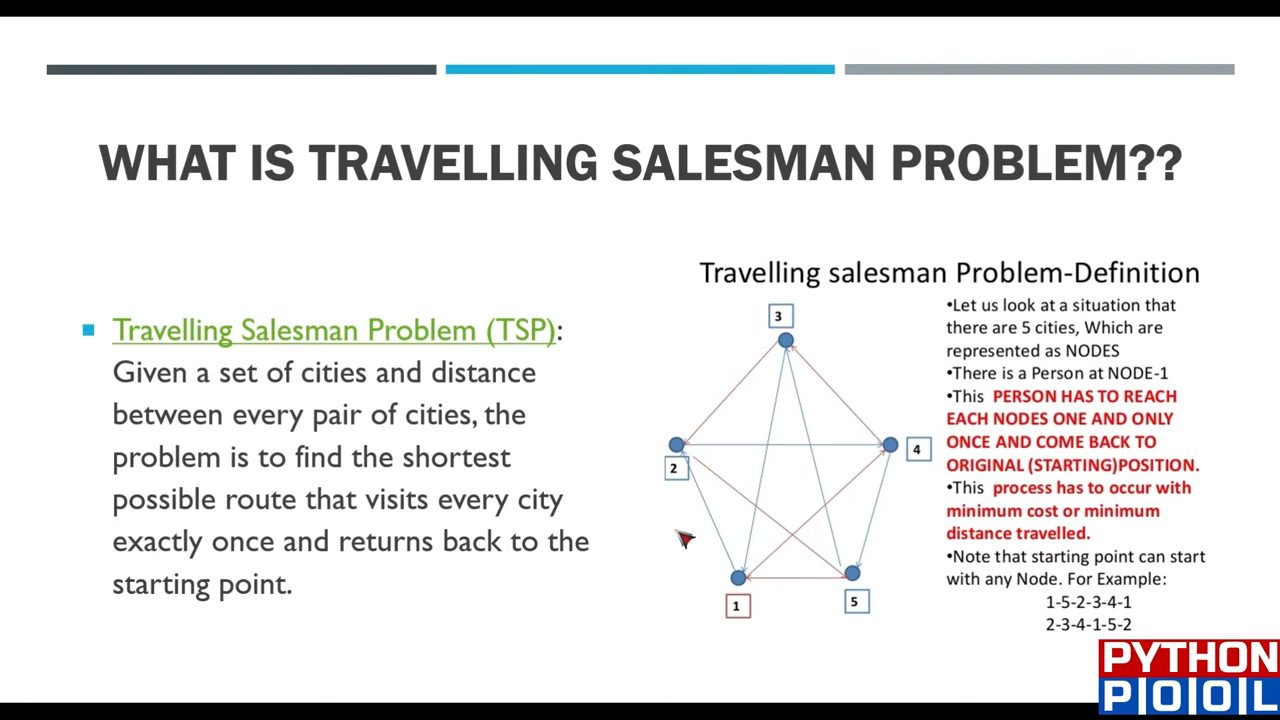 WHAT IS TRAVELLING SALESMAN PROBLEM??
▪ Travelling Salesman Problem (TSP):
Given a set of cities and distance
between every pair of cities, the
problem is to find the shortest
possible route that visits every city
exactly once and returns back to the
starting point.
Travelling salesman Problem-Definition
3
2
4
1
5
•Let us look at a situation that
there are 5 cities, Which are
represented as NODES
•There is a Person at NODE-1
•This PERSON HAS TO REACH
EACH NODES ONE AND ONLY
ONCE AND COME BACK TO
ORIGINAL (STARTING)POSITION.
•This process has to occur with
minimum cost or minimum
distance travelled.
•Note that starting point can start
with any Node. For Example:
1-5-2-3-4-1
2-3-4-1-5-2
PYTHON
P|O|O|L